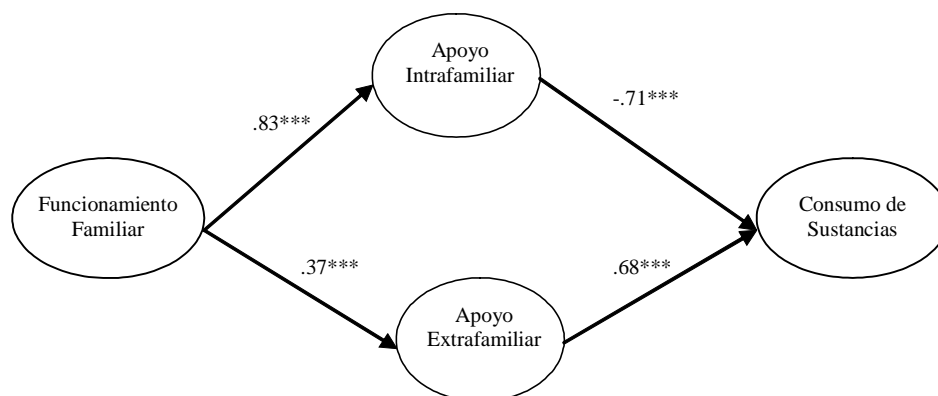 Apoyo
Intrafamiliar
-.71***
.83***
Funcionamiento
Familiar
Consumo de
Sustancias
.37***
.68***
Apoyo
Extrafamiliar